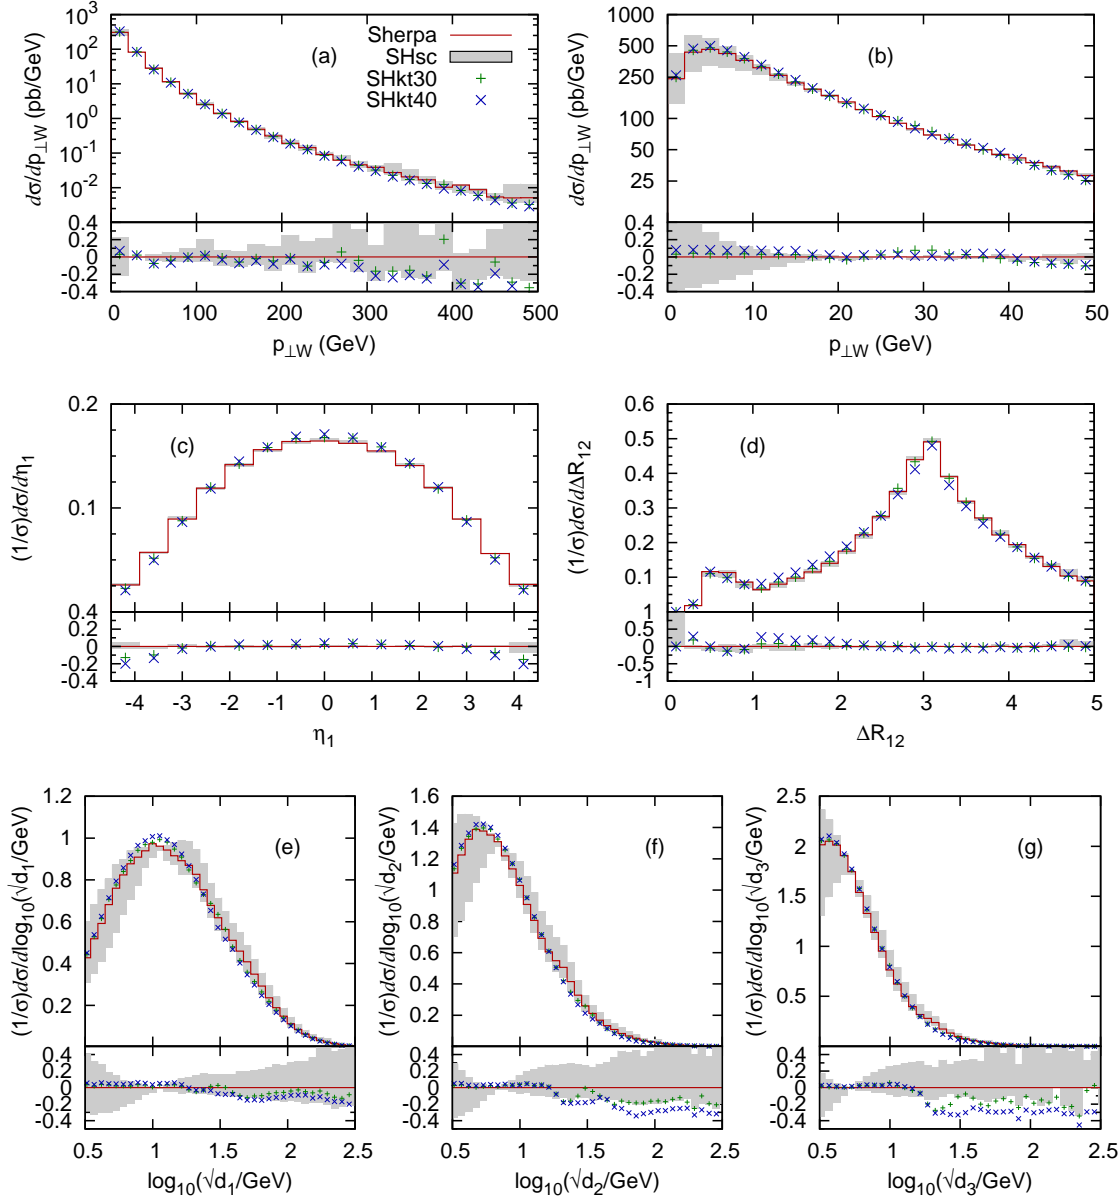 (a)
Sherpa
SHsc
SHkt30
SHkt40
dσ/dp⊥W (pb/GeV)
10^3
10^2
10^1
10^0
10^-1
10^-2
0.4
0.2
0
-0.2
-0.4
0 100 200 300 400 500
p⊥W (GeV)
(b)
dσ/dp⊥W (pb/GeV)
1000
500
250
100
50
25
0.4
0.2
0
-0.2
-0.4
0 10 20 30 40 50
p⊥W (GeV)
(c)
(1/σ)dσ/dη1
0.2
0.1
0.4
0.2
0
-0.2
-0.4
-4 -3 -2 -1 0 1 2 3 4
η1
(d)
(1/σ)dσ/dΔR12
0.6
0.5
0.4
0.3
0.2
0.1
1
0.5
0
-0.5
-1
0 1 2 3 4 5
ΔR12
(e)
(1/σ)dσ/dlog10(√d1/GeV)
1.2
1
0.8
0.6
0.4
0.2
0.4
0.2
0
-0.2
-0.4
0.5 1 1.5 2 2.5
log10(√d1/GeV)
(f)
(1/σ)dσ/dlog10(√d2/GeV)
1.6
1.4
1.2
1
0.8
0.6
0.4
0.2
0.4
0.2
0
-0.2
-0.4
0.5 1 1.5 2 2.5
log10(√d2/GeV)
(g)
(1/σ)dσ/dlog10(√d3/GeV)
2.5
2
1.5
1
0.5
0.4
0.2
0
-0.2
-0.4
0.5 1 1.5 2 2.5
log10(√d3/GeV)